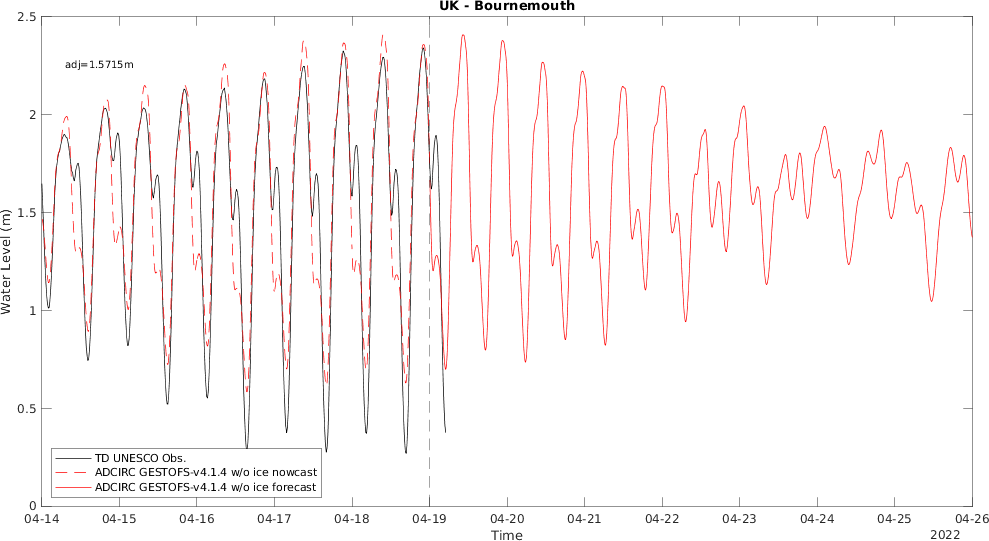 UK - Bournemouth
adj=1.5715m
Water Level (m)
2.5
2
1.5
1
0.5
0
TD UNESCO Obs.
ADCIRC GESTOFS-v4.1.4 w/o ice nowcast
ADCIRC GESTOFS-v4.1.4 w/o ice forecast
04-14 04-15 04-16 04-17 04-18 04-19 04-20 04-21 04-22 04-23 04-24 04-25 04-26
Time
2022